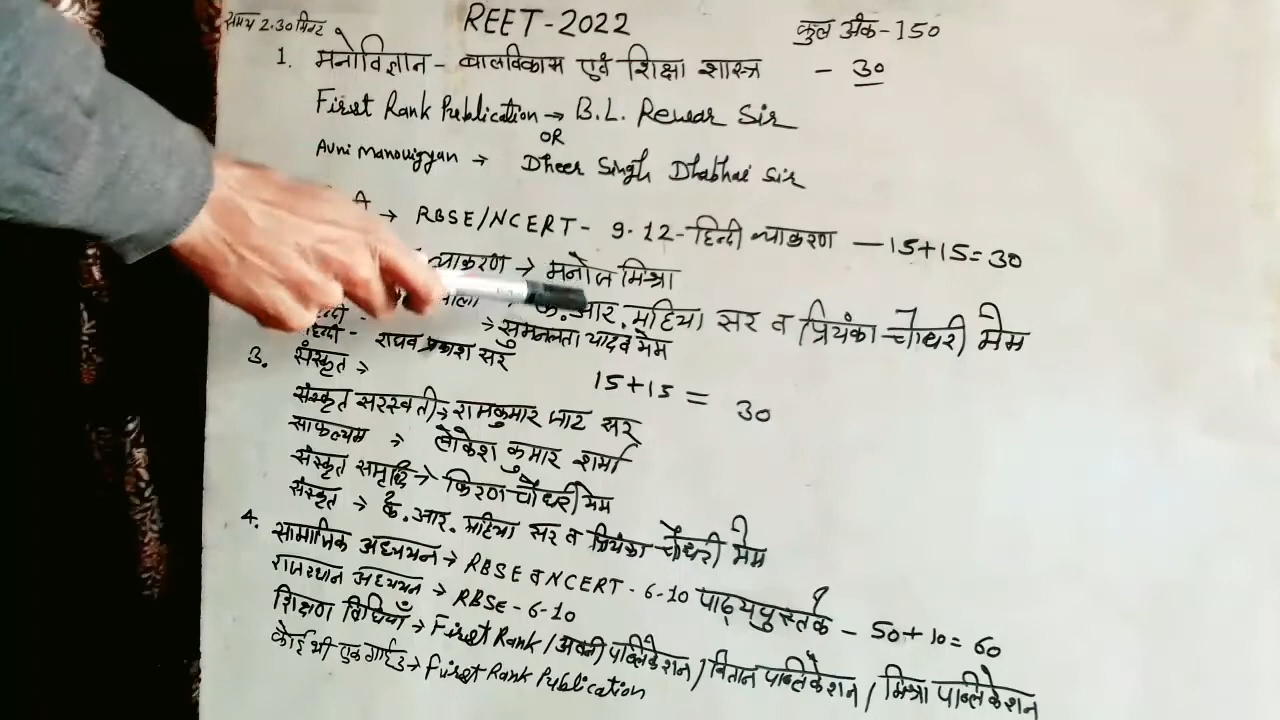 समय 2.30 मिनट
REET-2022
कुल अंक-150
1. मनोविज्ञान - बालविकास एवं शिक्षा शास्त्र - 30
First Rank Publication → B.L. Rewar Sir
OR
Avni Manovigyan → Dheer Singh Dhabhai Sir
A → RBSE/NCERT - 9-12-हिन्दी व्याकरण — 15+15=30
व्याकरण → मनोज मिश्रा
के.आर. महिया सर व प्रियंका चौधरी मेम
→ सुमनलता यादव मेम
हिन्दी - राघव प्रकाश सर
3. संस्कृत →
15+15 = 30
संस्कृत सरस्वती → रामकुमार जाट सर
साफल्यम → लोकेश कुमार शर्मा
संस्कृत समृद्धि → किरण चौधरी मेम
संस्कृत → के.आर. महिया सर व प्रियंका चौधरी मेम
4. सामाजिक अध्ययन → RBSE व NCERT - 6-10 पाठ्यपुस्तके - 50+10=60
राजस्थान अध्ययन → RBSE-6-10
शिक्षण विधियाँ → First Rank / अवनी पब्लिकेशन / वितान पब्लिकेशन / मिश्रा पब्लिकेशन
कोई भी एक गाईड → First Rank Publication